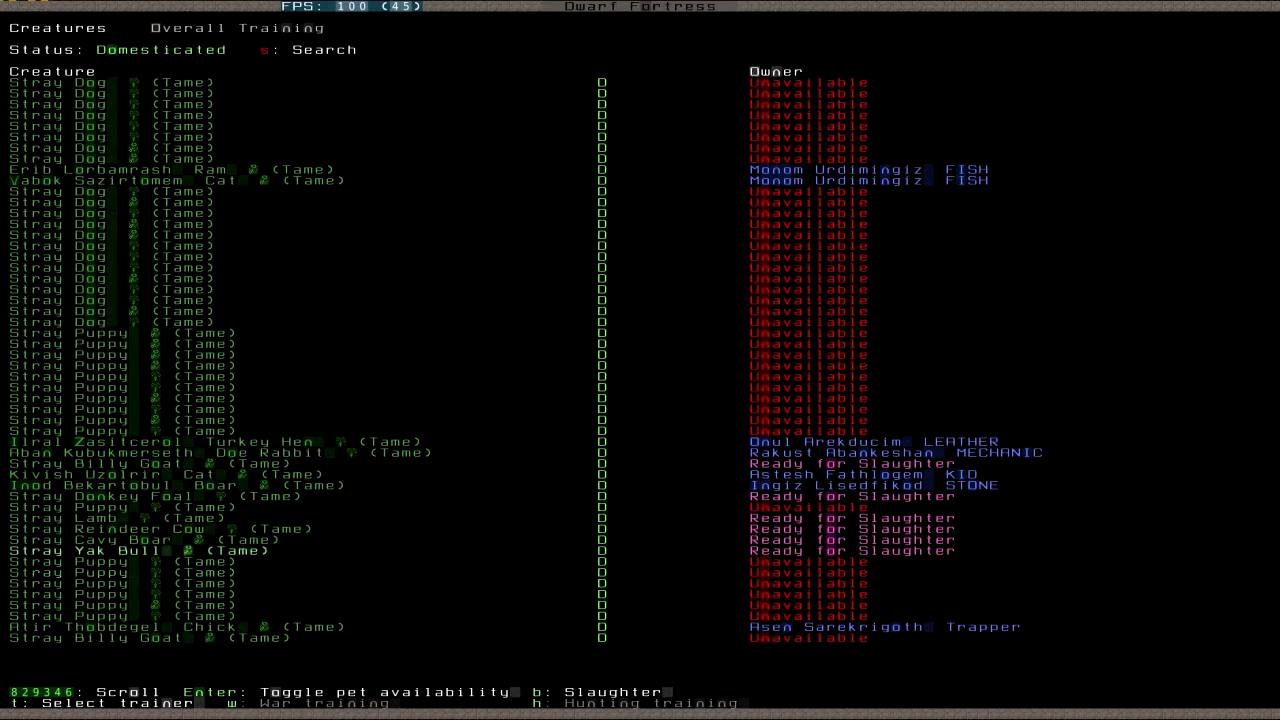 FPS: 100 (45)
Dwarf Fortress
Creatures Overall Training
Status: Domesticated s: Search
Creature Owner
Stray Dog (Tame) D Unavailable
Stray Dog (Tame) D Unavailable
Stray Dog (Tame) D Unavailable
Stray Dog (Tame) D Unavailable
Stray Dog (Tame) D Unavailable
Stray Dog (Tame) D Unavailable
Stray Dog (Tame) D Unavailable
Stray Dog (Tame) D Unavailable
Erib Lorbamrash Ram (Tame) D Monom Urdimingiz FISH
Vabok Sazirtomem Cat (Tame) D Monom Urdimingiz FISH
Stray Dog (Tame) D Unavailable
Stray Dog (Tame) D Unavailable
Stray Dog (Tame) D Unavailable
Stray Dog (Tame) D Unavailable
Stray Dog (Tame) D Unavailable
Stray Dog (Tame) D Unavailable
Stray Dog (Tame) D Unavailable
Stray Dog (Tame) D Unavailable
Stray Dog (Tame) D Unavailable
Stray Dog (Tame) D Unavailable
Stray Dog (Tame) D Unavailable
Stray Dog (Tame) D Unavailable
Stray Dog (Tame) D Unavailable
Stray Puppy (Tame) D Unavailable
Stray Puppy (Tame) D Unavailable
Stray Puppy (Tame) D Unavailable
Stray Puppy (Tame) D Unavailable
Stray Puppy (Tame) D Unavailable
Stray Puppy (Tame) D Unavailable
Stray Puppy (Tame) D Unavailable
Stray Puppy (Tame) D Unavailable
Stray Puppy (Tame) D Unavailable
Stray Puppy (Tame) D Unavailable
Ilral Zasitcerol Turkey Hen (Tame) D Onul Arekducim LEATHER
Aban Kubukmerseth Doe Rabbit (Tame) D Rakust Abankeshan MECHANIC
Stray Billy Goat (Tame) D Ready for Slaughter
Kivish Uzolrir Cat (Tame) D Astesh Fathlogem KID
Inod Bekartobul Boar (Tame) D Ingiz Lisedfikod STONE
Stray Donkey Foal (Tame) D Ready for Slaughter
Stray Puppy (Tame) D Unavailable
Stray Lamb (Tame) D Ready for Slaughter
Stray Reindeer Cow (Tame) D Ready for Slaughter
Stray Cavy Boar (Tame) D Ready for Slaughter
Stray Yak Bull (Tame) D Ready for Slaughter
Stray Puppy (Tame) D Unavailable
Stray Puppy (Tame) D Unavailable
Stray Puppy (Tame) D Unavailable
Stray Puppy (Tame) D Unavailable
Stray Puppy (Tame) D Unavailable
Stray Puppy (Tame) D Unavailable
Atir Thobdegel Chick (Tame) D Asen Sarekrigoth Trapper
Stray Billy Goat (Tame) D Unavailable
829346: Scroll Enter: Toggle pet availability b: Slaughter
t: Select trainer w: War training h: Hunting training